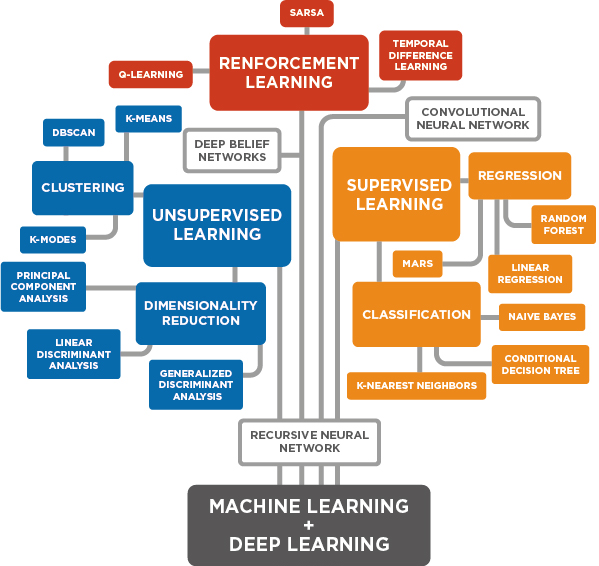 SARSA
RENFORCEMENT
LEARNING
TEMPORAL
DIFFERENCE
LEARNING
Q-LEARNING
CONVOLUTIONAL
NEURAL NETWORK
K-MEANS
DBSCAN
DEEP BELIEF
NETWORKS
CLUSTERING
UNSUPERVISED
LEARNING
SUPERVISED
LEARNING
REGRESSION
RANDOM
FOREST
K-MODES
MARS
LINEAR
REGRESSION
PRINCIPAL
COMPONENT
ANALYSIS
DIMENSIONALITY
REDUCTION
CLASSIFICATION
NAIVE BAYES
LINEAR
DISCRIMINANT
ANALYSIS
GENERALIZED
DISCRIMINANT
ANALYSIS
K-NEAREST NEIGHBORS
CONDITIONAL
DECISION TREE
RECURSIVE NEURAL
NETWORK
MACHINE LEARNING
+
DEEP LEARNING